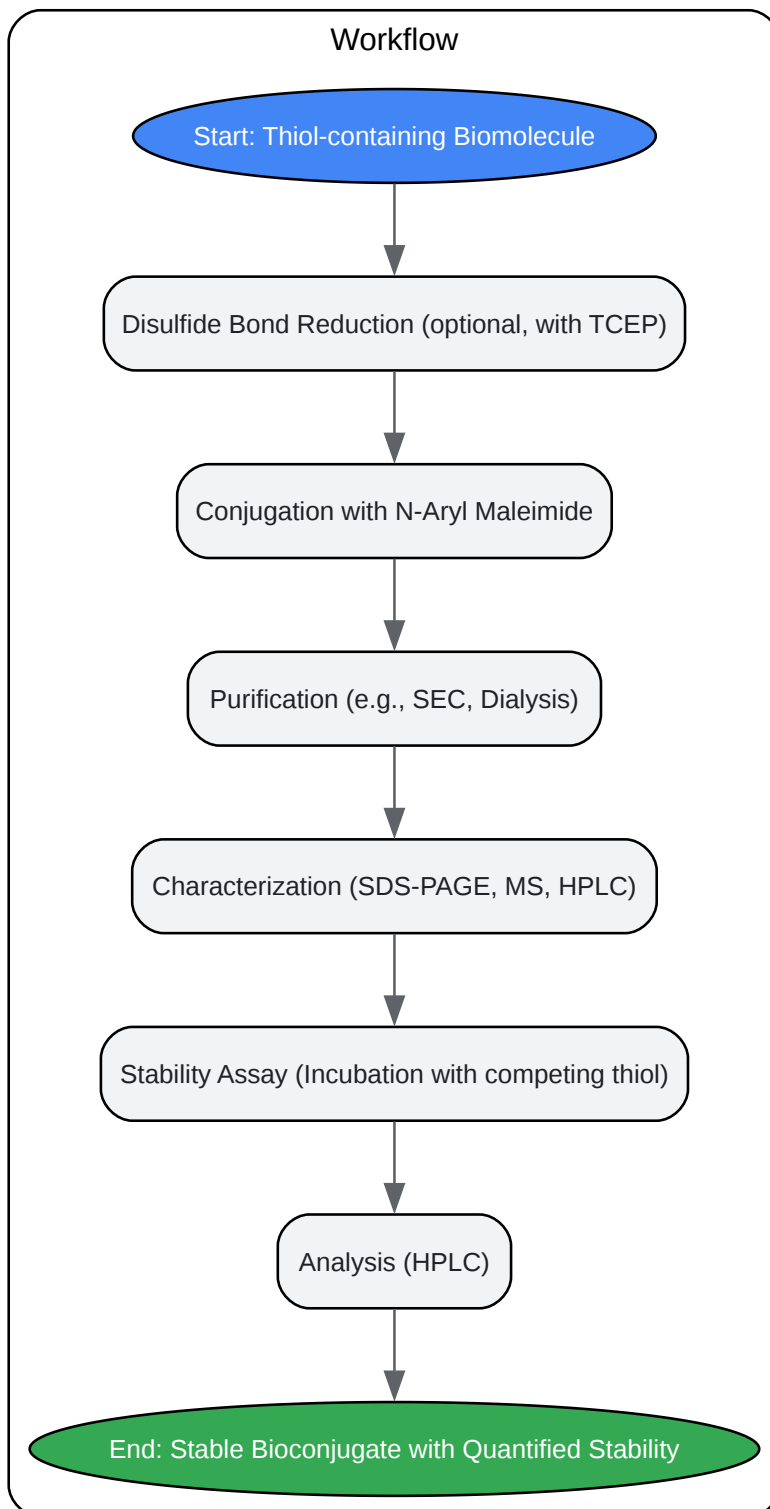 Workflow
Start: Thiol-containing Biomolecule
Disulfide Bond Reduction (optional, with TCEP)
Conjugation with N-Aryl Maleimide
Purification (e.g., SEC, Dialysis)
Characterization (SDS-PAGE, MS, HPLC)
Stability Assay (Incubation with competing thiol)
Analysis (HPLC)
End: Stable Bioconjugate with Quantified Stability